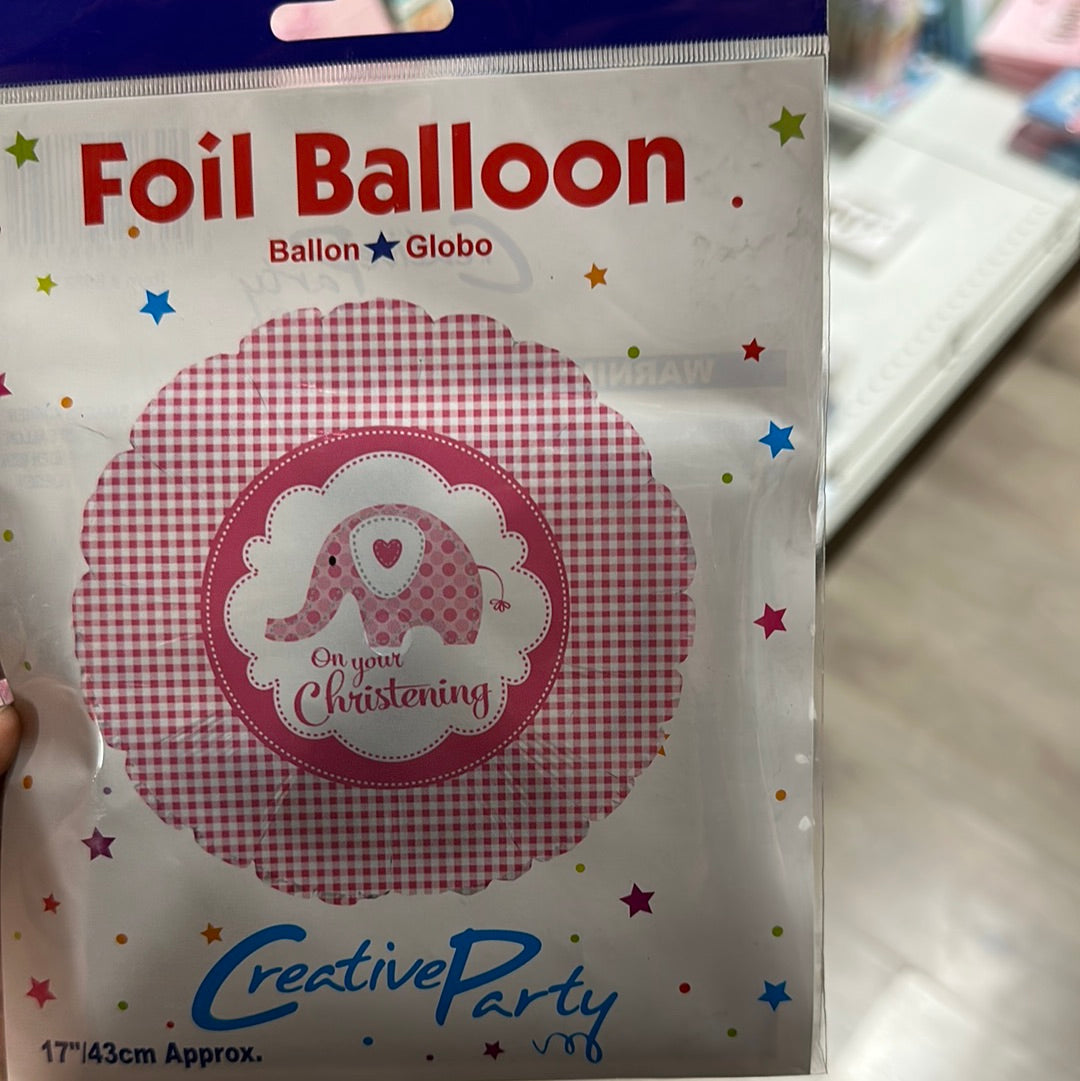 Foil Balloon
Ballon Globo
On your
Christening
CreativeParty
17"/43cm Approx.